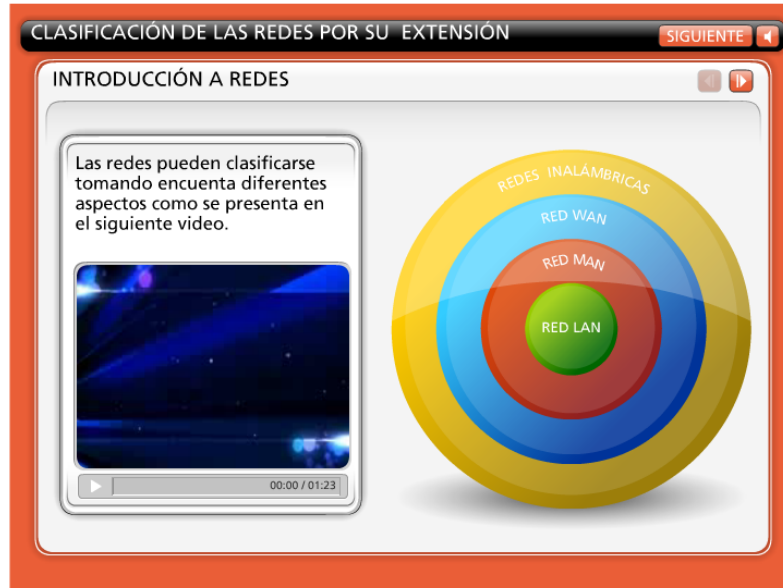 CLASIFICACIÓN DE LAS REDES POR SU EXTENSIÓN
SIGUIENTE
INTRODUCCIÓN A REDES
Las redes pueden clasificarse
tomando encuenta diferentes
aspectos como se presenta en
el siguiente video.
00:00 / 01:23
REDES INALÁMBRICAS
RED WAN
RED MAN
RED LAN